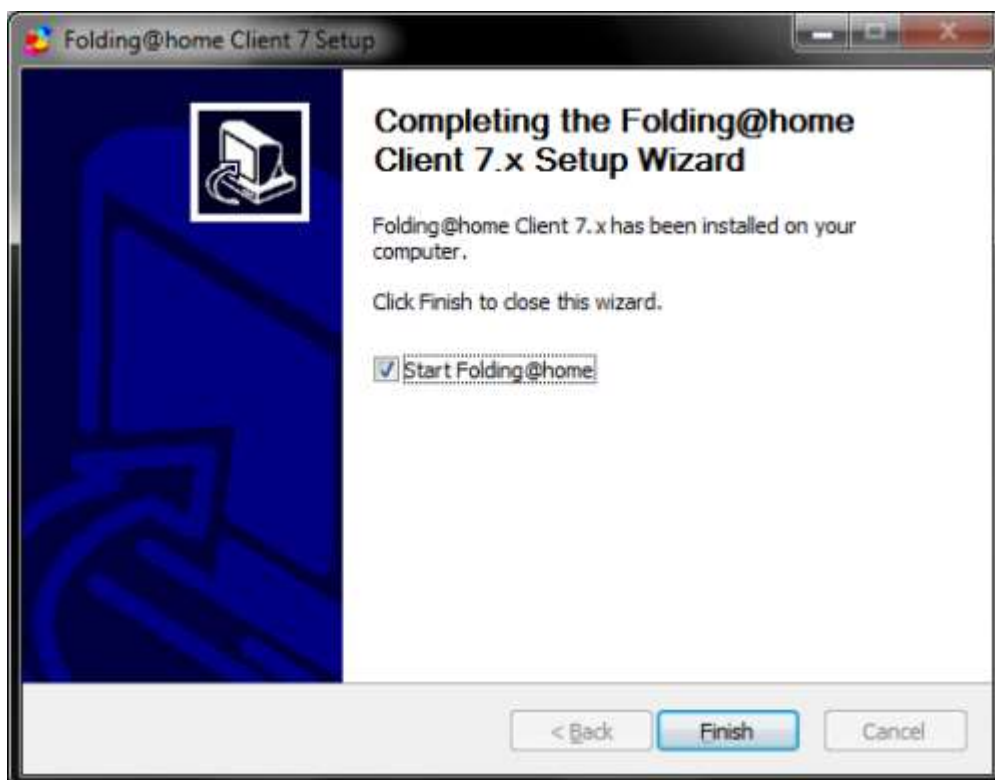 Folding@home Client 7 Setup
Completing the Folding@home
Client 7.x Setup Wizard
Folding@home Client 7.x has been installed on your
computer.
Click Finish to close this wizard.
Start Folding@home
< Back
Finish
Cancel